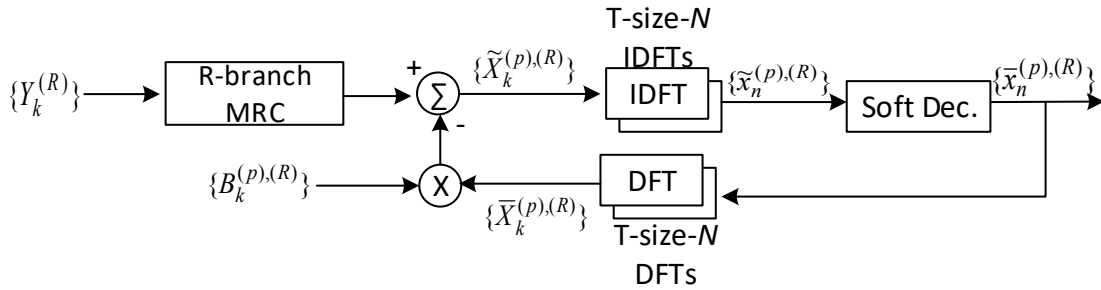 T-size-N
IDFTs
{Y_k^{(R)}}
R-branch
MRC
+
Σ
-
{X̃_k^{(p),(R)}}
IDFT
{x̃_n^{(p),(R)}}
Soft Dec.
{x̄_n^{(p),(R)}}
{B_k^{(p),(R)}}
X
{X̄_k^{(p),(R)}}
DFT
T-size-N
DFTs